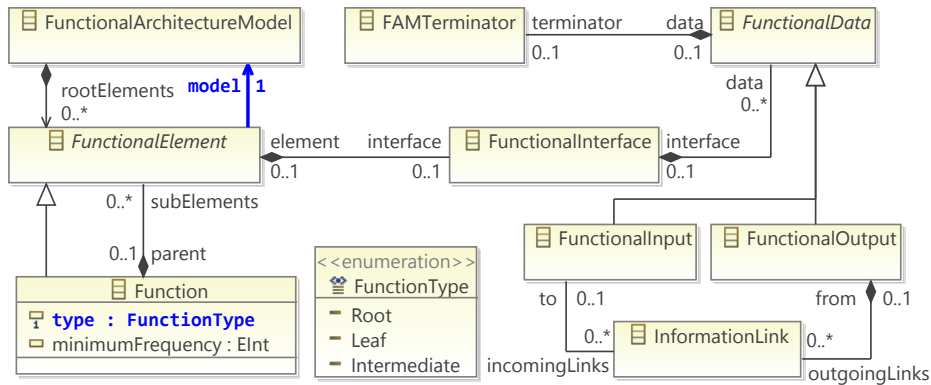 FunctionalArchitectureModel
FAMTerminator
terminator
0..1
data
0..1
FunctionalData
rootElements
0..*
model 1
data
0..*
FunctionalElement
element
0..1
interface
0..1
FunctionalInterface
interface
0..1
0..* subElements
0..1 parent
FunctionalInput
FunctionalOutput
Function
type : FunctionType
minimumFrequency : EInt
<<enumeration>>
FunctionType
Root
Leaf
Intermediate
to 0..1
from 0..1
0..*
incomingLinks
InformationLink
0..*
outgoingLinks